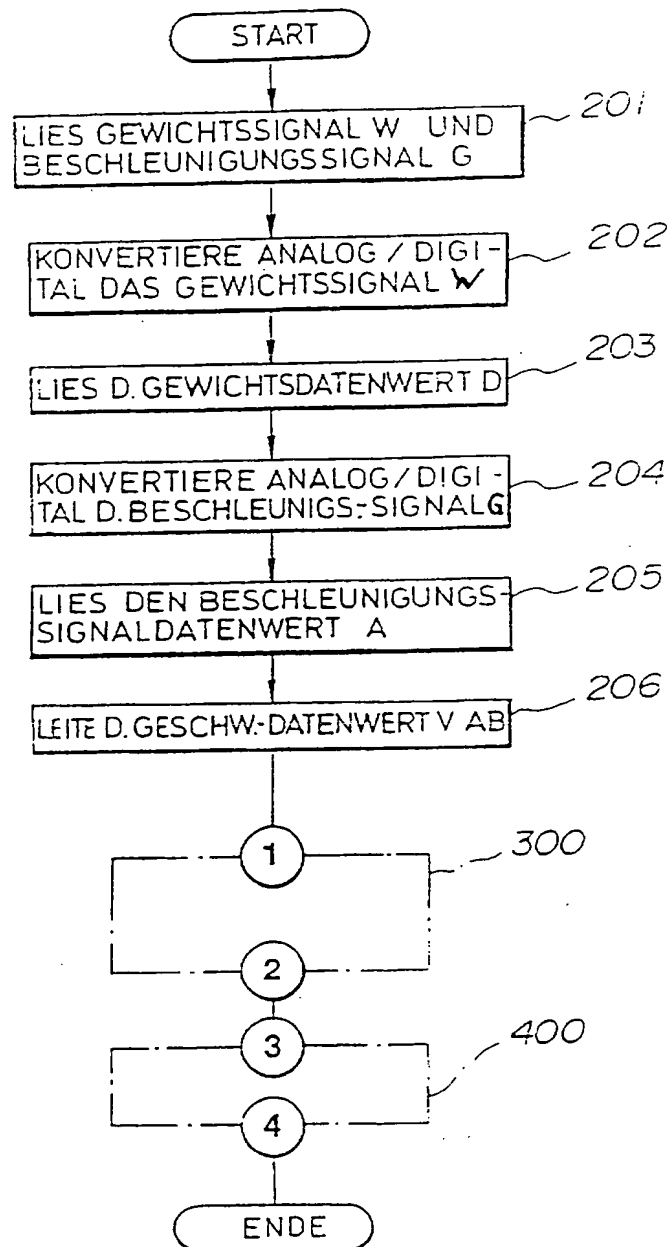 START
LIES GEWICHTSSIGNAL W UND
BESCHLEUNIGUNGSSIGNAL G
201
KONVERTIERE ANALOG / DIGI-
TAL DAS GEWICHTSSIGNAL W
202
LIES D. GEWICHTSDATENWERT D
203
KONVERTIERE ANALOG / DIGI-
TAL D. BESCHLEUNIGS.-SIGNAL G
204
LIES DEN BESCHLEUNIGUNGS-
SIGNALDATENWERT A
205
LEITE D. GESCHW.-DATENWERT V AB
206
1
300
2
3
400
4
ENDE